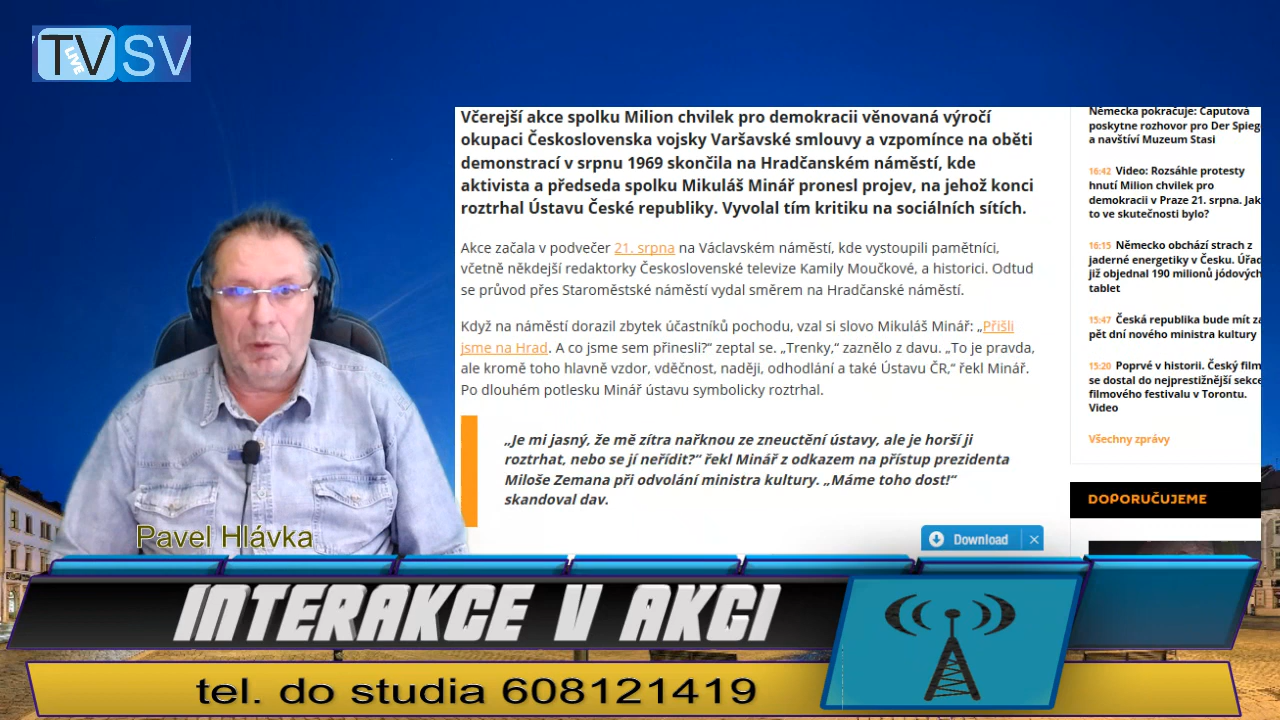 TV LIVE SV
Včerejší akce spolku Milion chvilek pro demokracii věnovaná výročí
okupaci Československa vojsky Varšavské smlouvy a vzpomínce na oběti
demonstrací v srpnu 1969 skončila na Hradčanském náměstí, kde
aktivista a předseda spolku Mikuláš Minář pronesl projev, na jehož konci
roztrhal Ústavu České republiky. Vyvolal tím kritiku na sociálních sítích.
Akce začala v podvečer 21. srpna na Václavském náměstí, kde vystoupili pamětníci,
včetně někdejší redaktorky Československé televize Kamily Moučkové, a historici. Odtud
se průvod přes Staroměstské náměstí vydal směrem na Hradčanské náměstí.
Když na náměstí dorazil zbytek účastníků pochodu, vzal si slovo Mikuláš Minář: „Přišli
jsme na Hrad. A co jsme sem přinesli?“ zeptal se. „Trenky,“ zaznělo z davu. „To je pravda,
ale kromě toho hlavně vzdor, vděčnost, naději, odhodlání a také Ústavu ČR,“ řekl Minář.
Po dlouhém potlesku Minář ústavu symbolicky roztrhal.
„Je mi jasný, že mě zítra nařknou ze zneuctění ústavy, ale je horší ji
roztrhat, nebo se jí neřídit?“ řekl Minář z odkazem na přístup prezidenta
Miloše Zemana při odvolání ministra kultury. „Máme toho dost!“
skandoval dav.
Německa pokračuje: Čaputová
poskytne rozhovor pro Der Spieg
a navštíví Muzeum Stasi
16:42 Video: Rozsáhle protesty
hnutí Milion chvilek pro
demokracii v Praze 21. srpna. Jak
to ve skutečnosti bylo?
16:15 Německo obchází strach z
jaderné energetiky v Česku. Úřad
již objednal 190 milionů jódových
tablet
15:47 Česká republika bude mít za
pět dní nového ministra kultury
15:20 Poprvé v historii. Český film
se dostal do nejprestižnější sekce
filmového festivalu v Torontu.
Video
Všechny zprávy
DOPORUČUJEME
Download
Pavel Hlávka
INTERAKCE V AKCI
tel. do studia 608121419